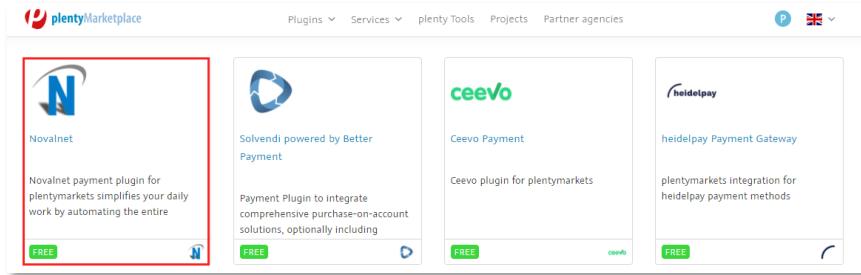 plentyMarketplace
Plugins Services plenty Tools Projects Partner agencies
P
N
ceevo
heidelpay
Novalnet
Solvendi powered by Better
Payment
Ceevo Payment
heidelpay Payment Gateway
Novalnet payment plugin for
plentymarkets simplifies your daily
work by automating the entire
Payment Plugin to integrate
comprehensive purchase-on-account
solutions, optionally including
Ceevo plugin for plentymarkets
plentymarkets integration for
heidelpay payment methods
FREE
N
FREE
FREE
ceevo
FREE